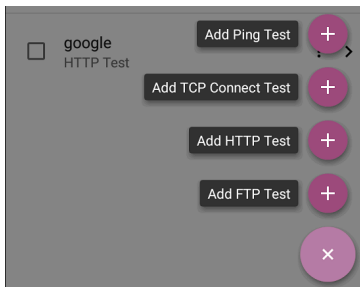 google
HTTP Test
Add Ping Test
Add TCP Connect Test
Add HTTP Test
Add FTP Test